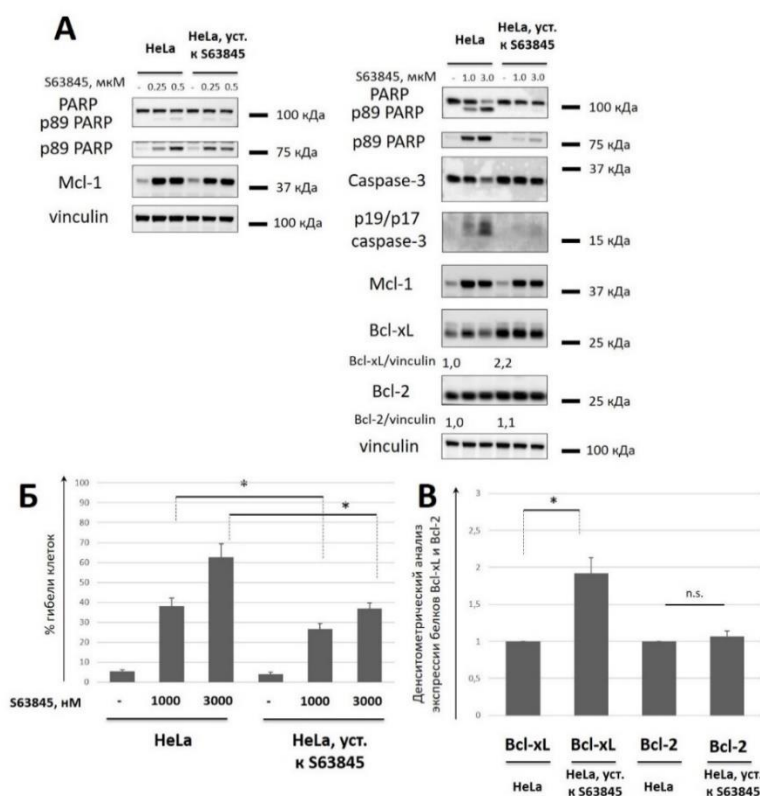 А
HeLa
HeLa, уст.
к S63845
S63845, мкМ
- 0.25 0.5 - 0.25 0.5
PARP
p89 PARP
100 кДа
p89 PARP
75 кДа
Mcl-1
37 кДа
vinculin
100 кДа
HeLa
HeLa, уст.
к S63845
S63845, мкМ
- 1.0 3.0 - 1.0 3.0
PARP
p89 PARP
100 кДа
p89 PARP
75 кДа
37 кДа
Caspase-3
p19/p17
caspase-3
15 кДа
Mcl-1
37 кДа
Bcl-xL
25 кДа
Bcl-xL/vinculin 1,0 2,2
Bcl-2
25 кДа
Bcl-2/vinculin 1,0 1,1
vinculin
100 кДа
Б
% гибели клеток
100
90
80
70
60
50
40
30
20
10
0
*
*
S63845, нМ
- 1000 3000 - 1000 3000
HeLa
HeLa, уст.
к S63845
В
Денситометрический анализ
экспрессии белков Bcl-xL и Bcl-2
3
2,5
2
1,5
1
0,5
0
*
n.s.
Bcl-xL Bcl-xL Bcl-2 Bcl-2
HeLa
HeLa, уст.
к S63845
HeLa
HeLa, уст.
к S63845